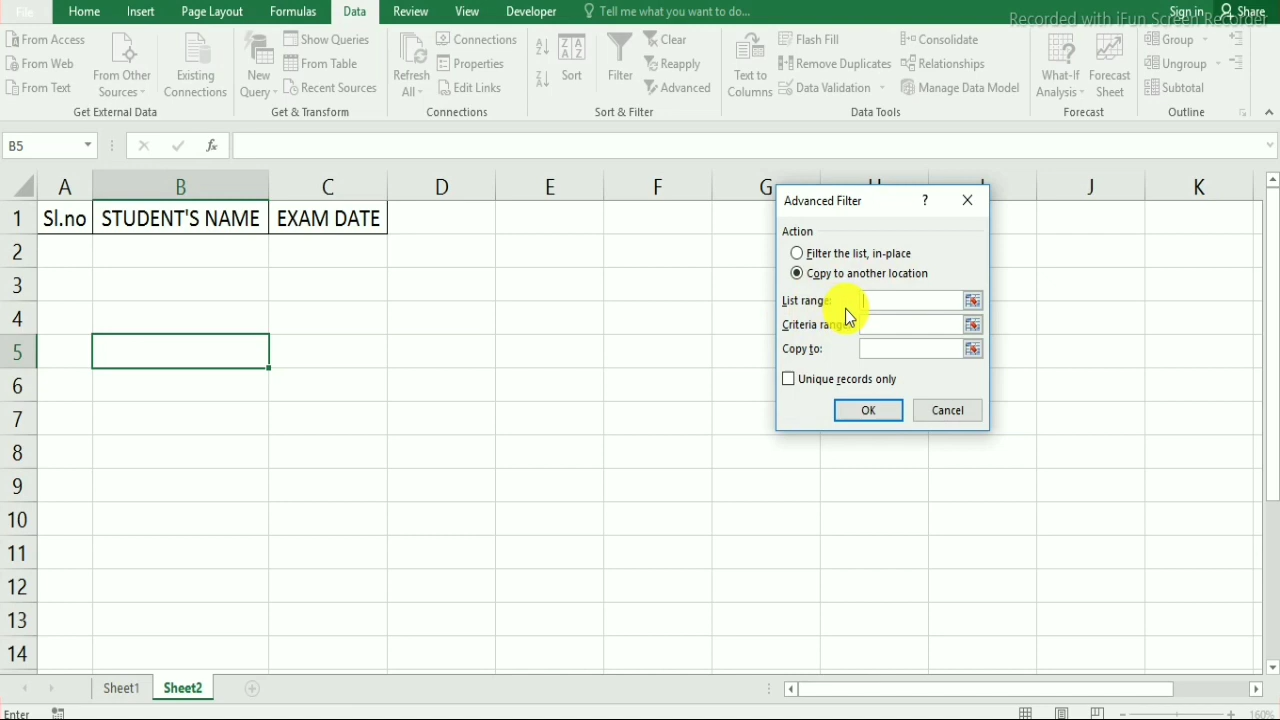 File Home Insert Page Layout Formulas Data Review View Developer Tell me what you want to do... Sign in Share
Recorded with iFun Screen Recorder
From Access
From Web
From Text
From Other Sources
Existing Connections
Get External Data
New Query
Show Queries
From Table
Recent Sources
Get & Transform
Refresh All
Connections
Properties
Edit Links
Connections
Sort
Filter
Clear
Reapply
Advanced
Sort & Filter
Text to Columns
Flash Fill
Remove Duplicates
Data Validation
Consolidate
Relationships
Manage Data Model
Data Tools
What-If Analysis
Forecast Sheet
Forecast
Group
Ungroup
Subtotal
Outline
B5 fx
A B C D E F G H I J K
1 Sl.no STUDENT'S NAME EXAM DATE
2
3
4
5
6
7
8
9
10
11
12
13
14
Advanced Filter ?
Action
Filter the list, in-place
Copy to another location
List range:
Criteria range:
Copy to:
Unique records only
OK Cancel
Sheet1 Sheet2
Enter 160%